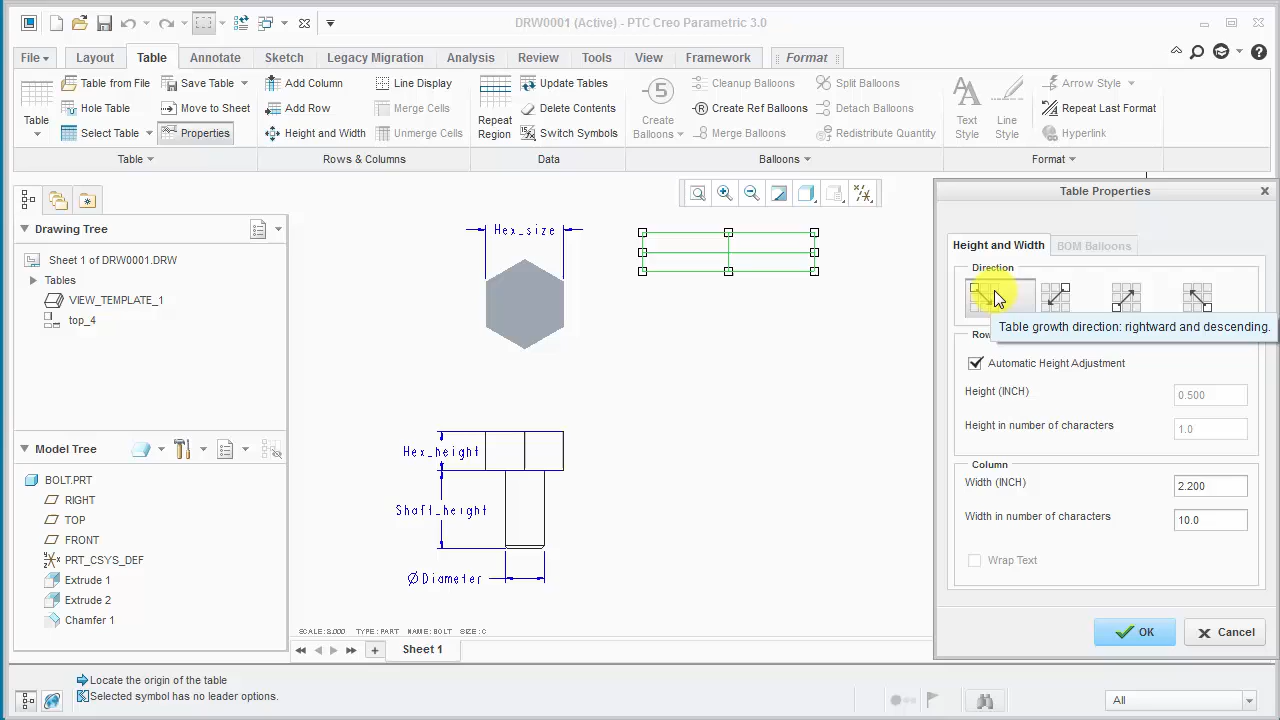 DRW0001 (Active) - PTC Creo Parametric 3.0
File
Layout
Table
Annotate
Sketch
Legacy Migration
Analysis
Review
Tools
View
Framework
Format
Table
Table from File
Hole Table
Select Table
Save Table
Move to Sheet
Properties
Table
Add Column
Add Row
Height and Width
Line Display
Merge Cells
Unmerge Cells
Rows & Columns
Repeat
Region
Update Tables
Delete Contents
Switch Symbols
Data
Create
Balloons
Clean Balloons
Create Ref Balloons
Merge Balloons
Split Balloons
Detach Balloons
Redistribute Quantity
Balloons
Text
Style
Line
Style
Arrow Style
Repeat Last Format
Hyperlink
Format
Drawing Tree
Sheet 1 of DRW0001.DRW
Tables
VIEW_TEMPLATE_1
top_4
Model Tree
BOLT.PRT
RIGHT
TOP
FRONT
PRT_CSYS_DEF
Extrude 1
Extrude 2
Chamfer 1
Hex_size
Hex_height
Shaft_height
ØDiameter
SCALE:2.000 TYPE:PART NAME:BOLT SIZE:C
Sheet 1
Table Properties
Height and Width
BOM Balloons
Direction
Table growth direction: rightward and descending.
Row
Automatic Height Adjustment
Height (INCH)
0.500
Height in number of characters
1.0
Column
Width (INCH)
2.200
Width in number of characters
10.0
Wrap Text
OK
Cancel
Locate the origin of the table
Selected symbol has no leader options.
All